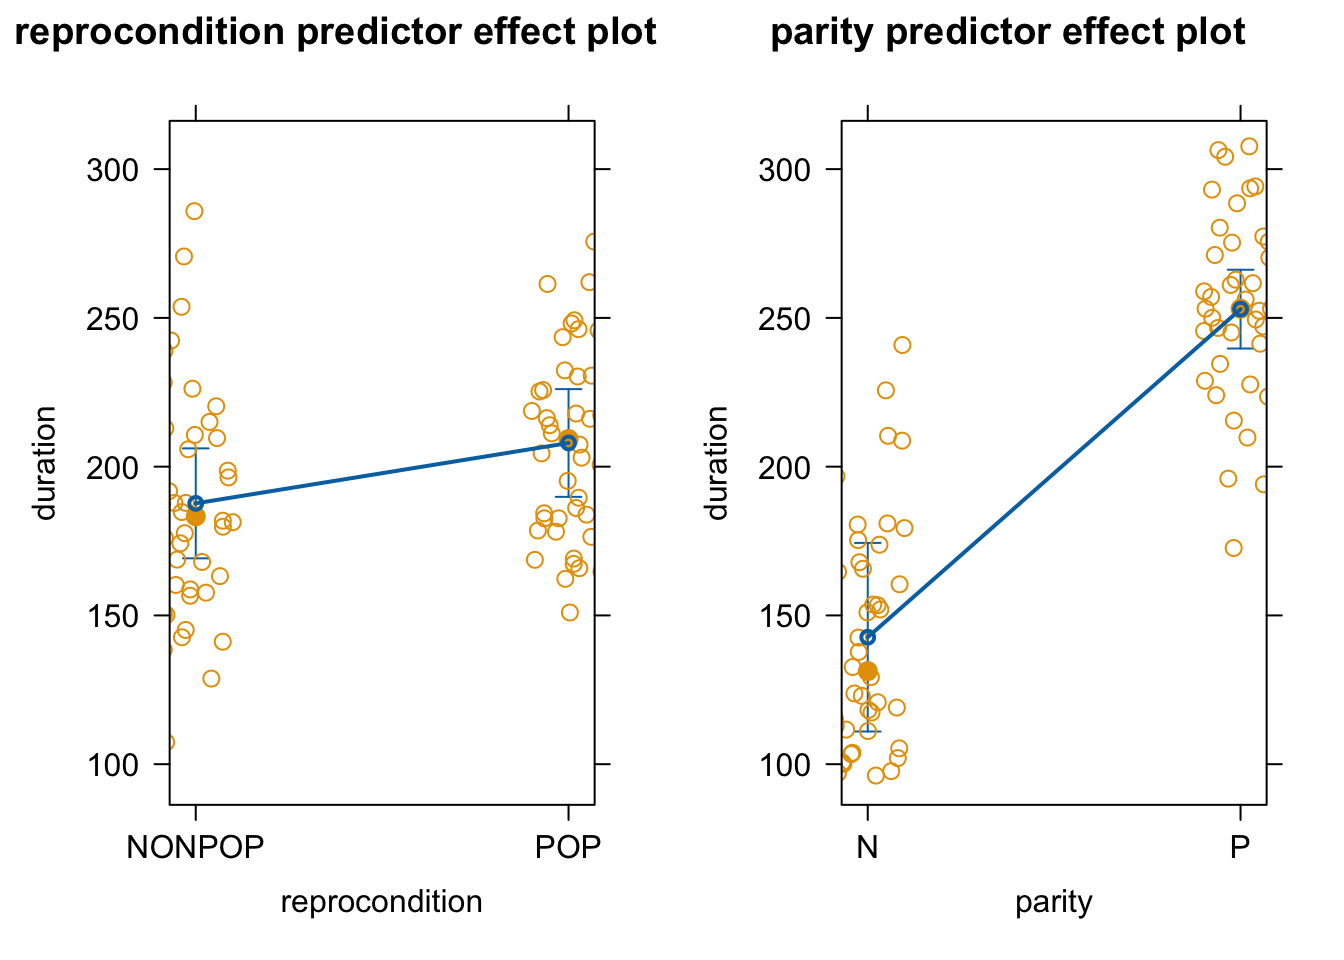 reprocondition predictor effect plot
300
250
200
150
100
duration
NONPOP POP
reprocondition
parity predictor effect plot
300
250
200
150
100
duration
N P
parity